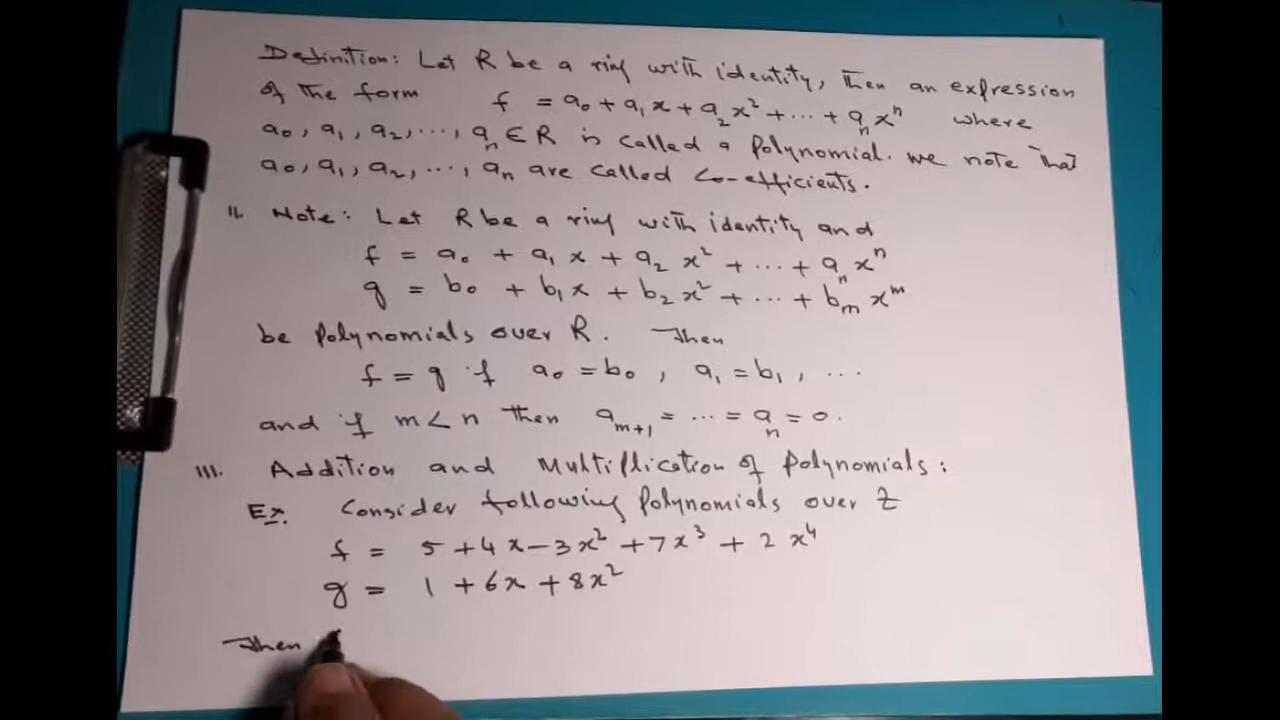 Definition: Let R be a ring with identity, Then an expression
of the form f = a₀ + a₁x + a₂x² + ⋯ + aₙxⁿ where
a₀, a₁, a₂, ⋯, aₙ ∈ R is called a Polynomial. we note That
a₀, a₁, a₂, ⋯, aₙ are called Co-efficients.
II. Note: Let R be a ring with identity and
f = a₀ + a₁x + a₂x² + ⋯ + aₙxⁿ
g = b₀ + b₁x + b₂x² + ⋯ + bₘxᵐ
be Polynomials over R. Then
f = g if a₀ = b₀, a₁ = b₁, ⋯
and if m < n Then aₘ₊₁ = ⋯ = aₙ = 0.
III. Addition and Multiplication of Polynomials:
Ex. Consider following Polynomials over Z
f = 5 + 4x - 3x² + 7x³ + 2x⁴
g = 1 + 6x + 8x²
Then